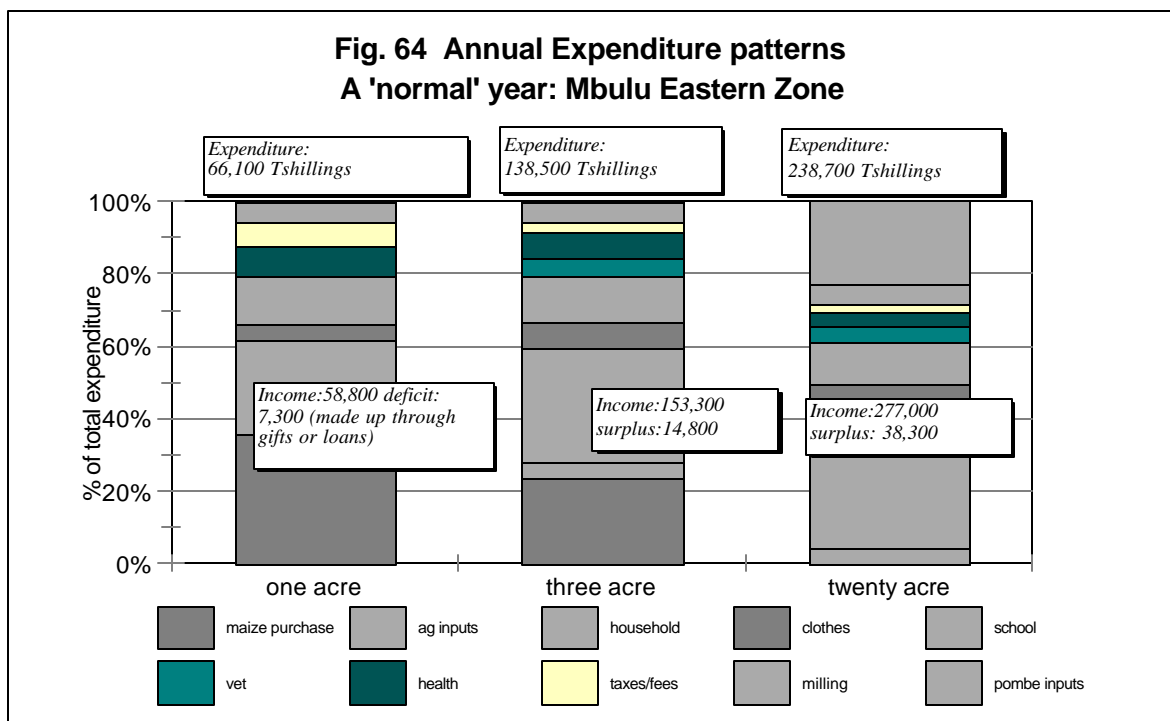 Fig. 64 Annual Expenditure patterns
A 'normal' year: Mbulu Eastern Zone
Expenditure:
66,100 Tshillings
Expenditure:
138,500 Tshillings
Expenditure:
238,700 Tshillings
% of total expenditure
100%
80%
60%
40%
20%
0%
Income:58,800 deficit:
7,300 (made up through
gifts or loans)
Income:153,300
surplus:14,800
Income:277,000
surplus: 38,300
one acre
three acre
twenty acre
maize purchase
ag inputs
household
clothes
school
vet
health
taxes/fees
milling
pombe inputs